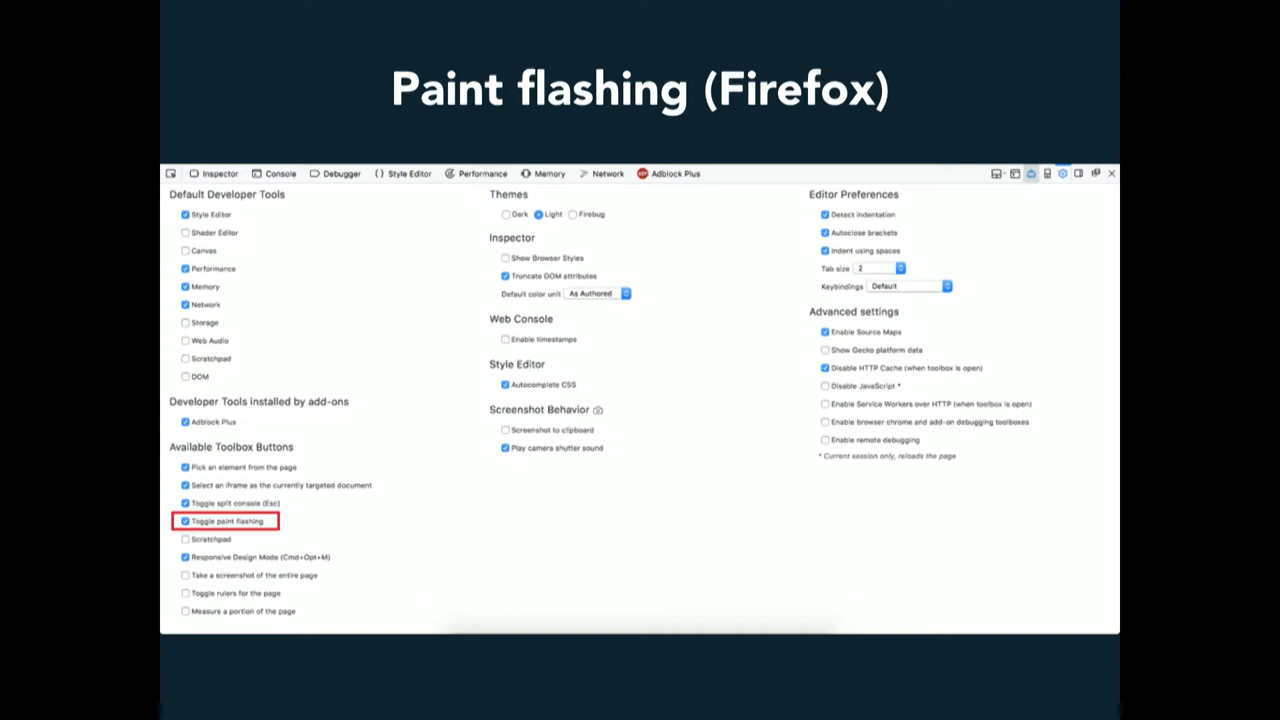 Paint flashing (Firefox)
Inspector Console Debugger Style Editor Performance Memory Network Adblock Plus
Default Developer Tools
Style Editor
Shader Editor
Canvas
Performance
Memory
Network
Storage
Web Audio
Scratchpad
DOM
Developer Tools installed by add-ons
Adblock Plus
Available Toolbox Buttons
Pick an element from the page
Select an iframe as the currently targeted document
Toggle split console (Esc)
Toggle paint flashing
Scratchpad
Responsive Design Mode (Cmd+Opt+M)
Take a screenshot of the entire page
Toggle rulers for the page
Measure a portion of the page
Themes
Dark Light Firebug
Inspector
Show Browser Styles
Truncate DOM attributes
Default color unit As Authored
Web Console
Enable timestamps
Style Editor
Autocomplete CSS
Screenshot Behavior
Screenshot to clipboard
Play camera shutter sound
Editor Preferences
Detect indentation
Autoclose brackets
Indent using spaces
Tab size 2
Keybindings Default
Advanced settings
Enable Source Maps
Show Gecko platform data
Disable HTTP Cache (when toolbox is open)
Disable JavaScript *
Enable Service Workers over HTTP (when toolbox is open)
Enable browser chrome and add-on debugging toolboxes
Enable remote debugging
* Current session only, reloads the page